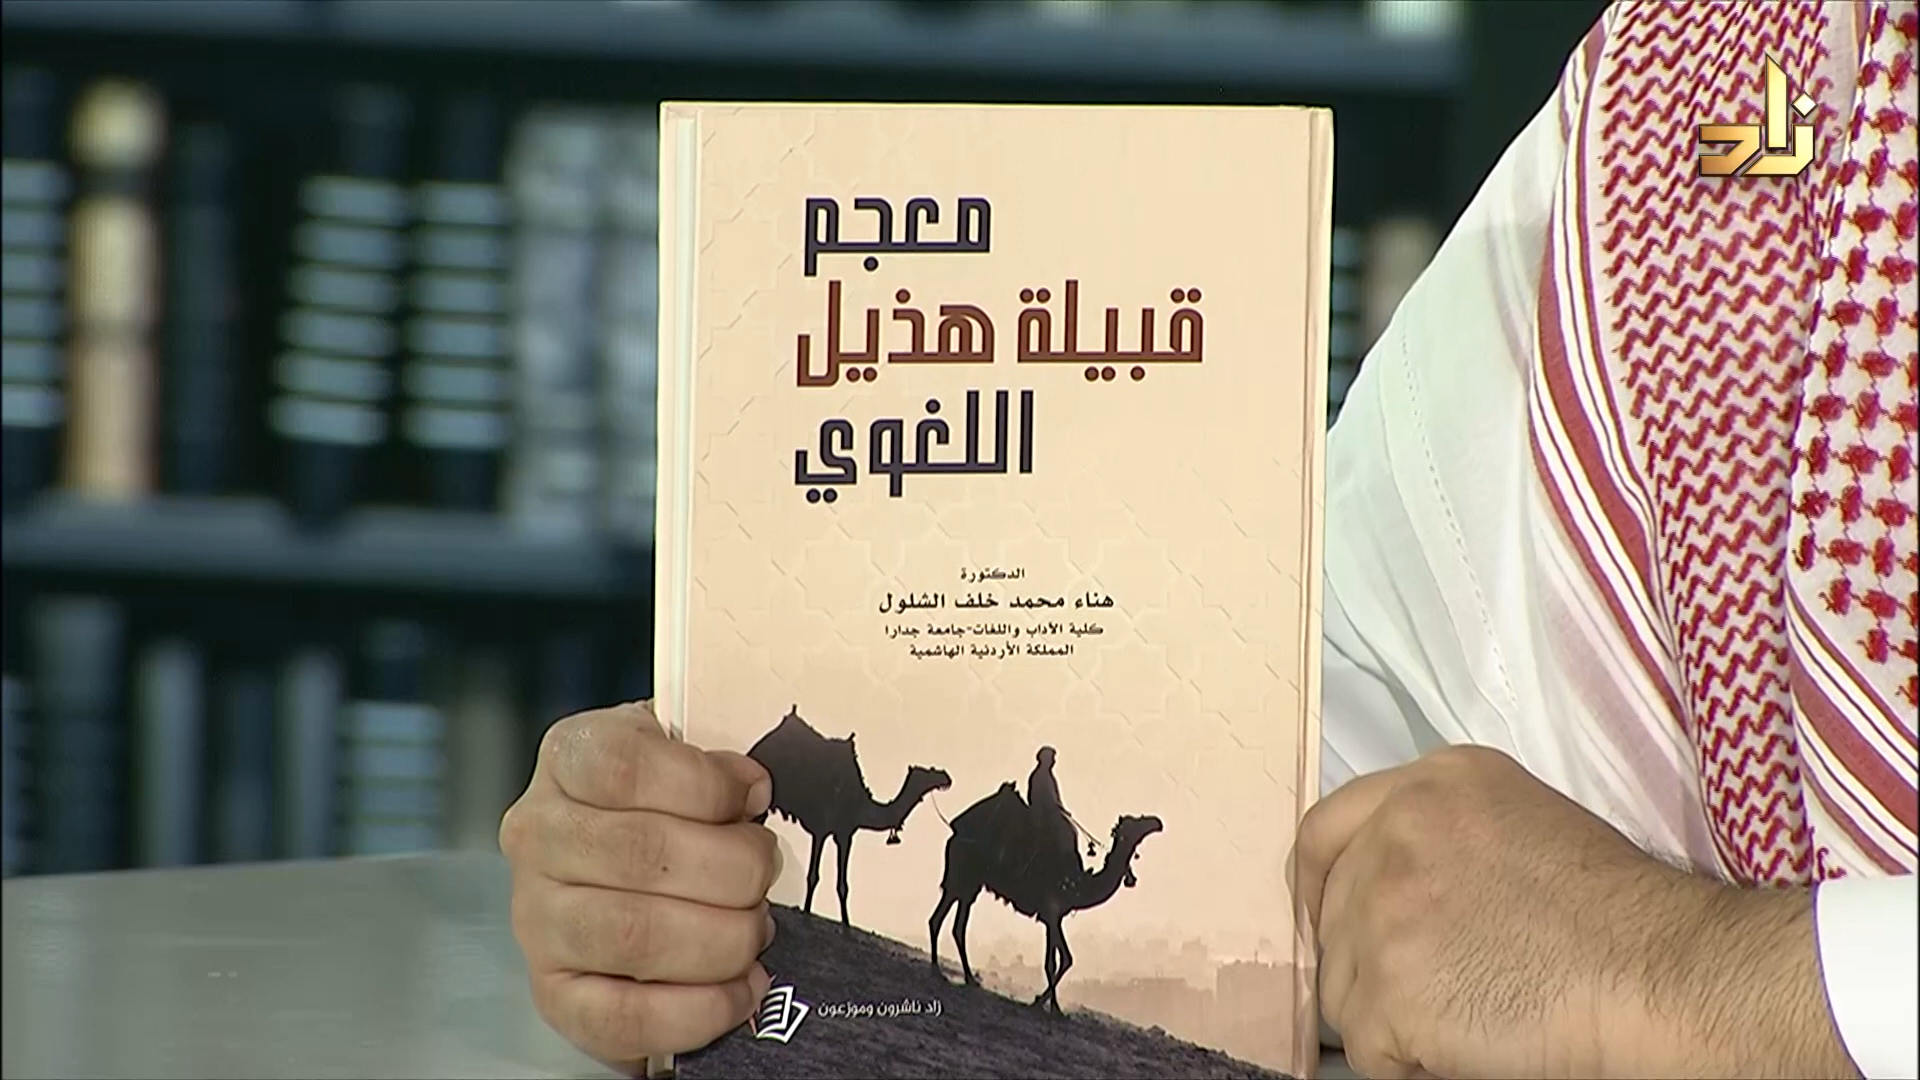 زاد
معجم
قبيلة هذيل
اللغوي
الدكتورة
هناء محمد خلف الشلول
كلية الآداب واللغات-جامعة جدارا
المملكة الأردنية الهاشمية
زاد ناشرون وموزعون